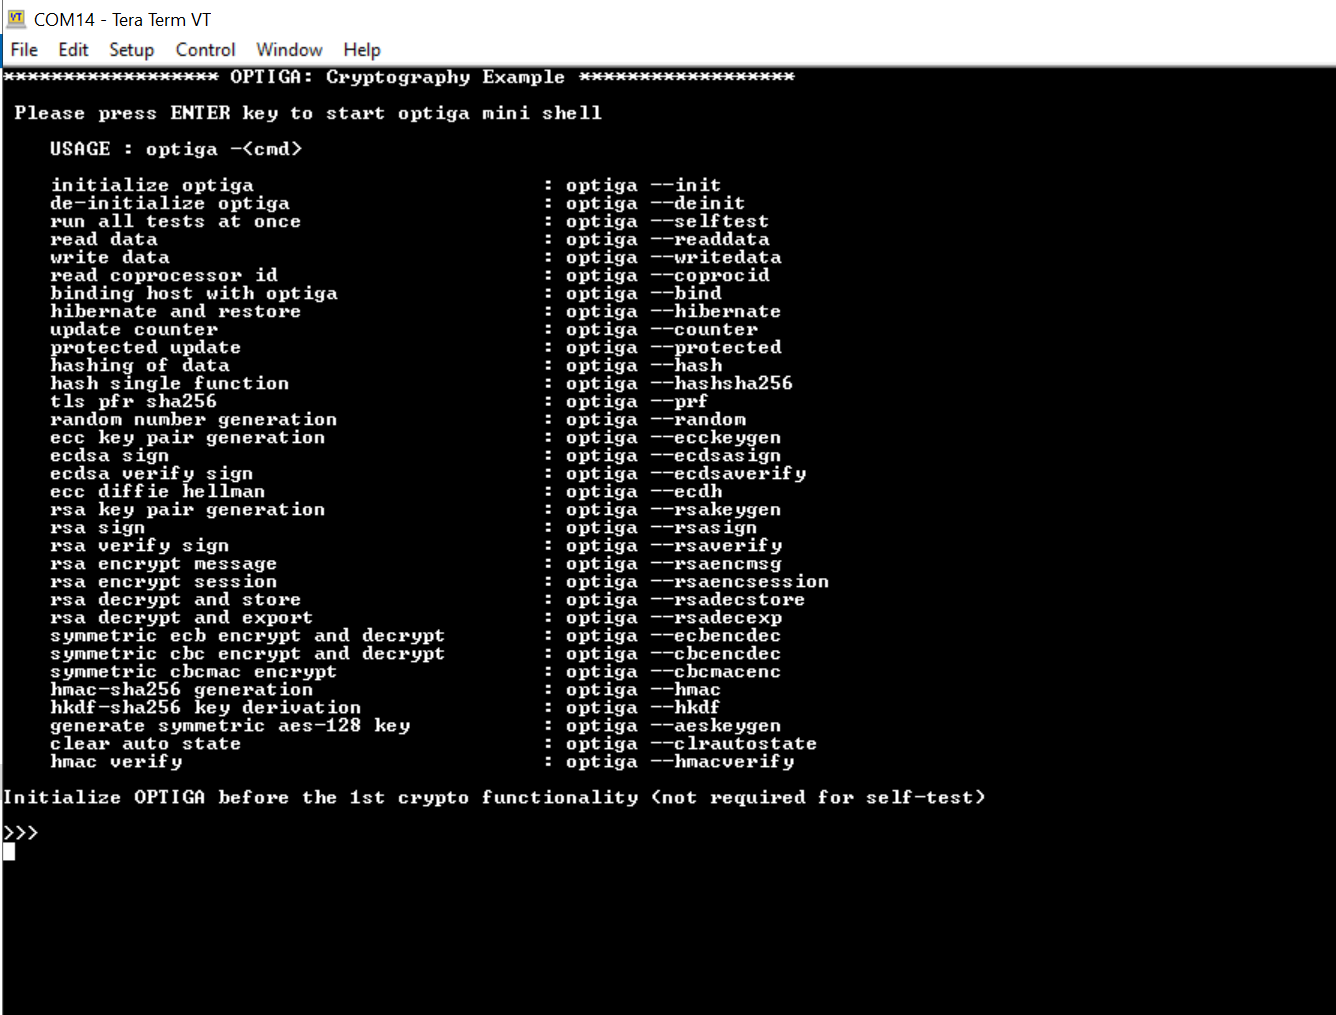 COM14 - Tera Term VT
File Edit Setup Control Window Help
****************** OPTIGA: Cryptography Example ******************
Please press ENTER key to start optiga mini shell
USAGE : optiga -<cmd>
initialize optiga : optiga --init
de-initialize optiga : optiga --deinit
run all tests at once : optiga --selftest
read data : optiga --readdata
write data : optiga --writedata
read coprocessor id : optiga --coprocid
binding host with optiga : optiga --bind
hibernate and restore : optiga --hibernate
update counter : optiga --counter
protected update : optiga --protected
hashing of data : optiga --hash
hash single function : optiga --hashsha256
tls pfr sha256 : optiga --prf
random number generation : optiga --random
ecc key pair generation : optiga --ecckeygen
ecdsa sign : optiga --ecdsasign
ecdsa verify sign : optiga --ecdsaverify
ecc diffie hellman : optiga --ecdh
rsa key pair generation : optiga --rsakeygen
rsa sign : optiga --rsasign
rsa verify sign : optiga --rsaverify
rsa encrypt message : optiga --rsaencmsg
rsa encrypt session : optiga --rsaencsession
rsa decrypt and store : optiga --rsadecstore
rsa decrypt and export : optiga --rsadecexp
symmetric ecb encrypt and decrypt : optiga --ecbencdec
symmetric cbc encrypt and decrypt : optiga --cbcencdec
symmetric cbcmac encrypt : optiga --cbcmacenc
hmac-sha256 generation : optiga --hmac
hkdf-sha256 key derivation : optiga --hkdf
generate symmetric aes-128 key : optiga --aeskeygen
clear auto state : optiga --clrautostate
hmac verify : optiga --hmacverify
Initialize OPTIGA before the 1st crypto functionality (not required for self-test)
>>>